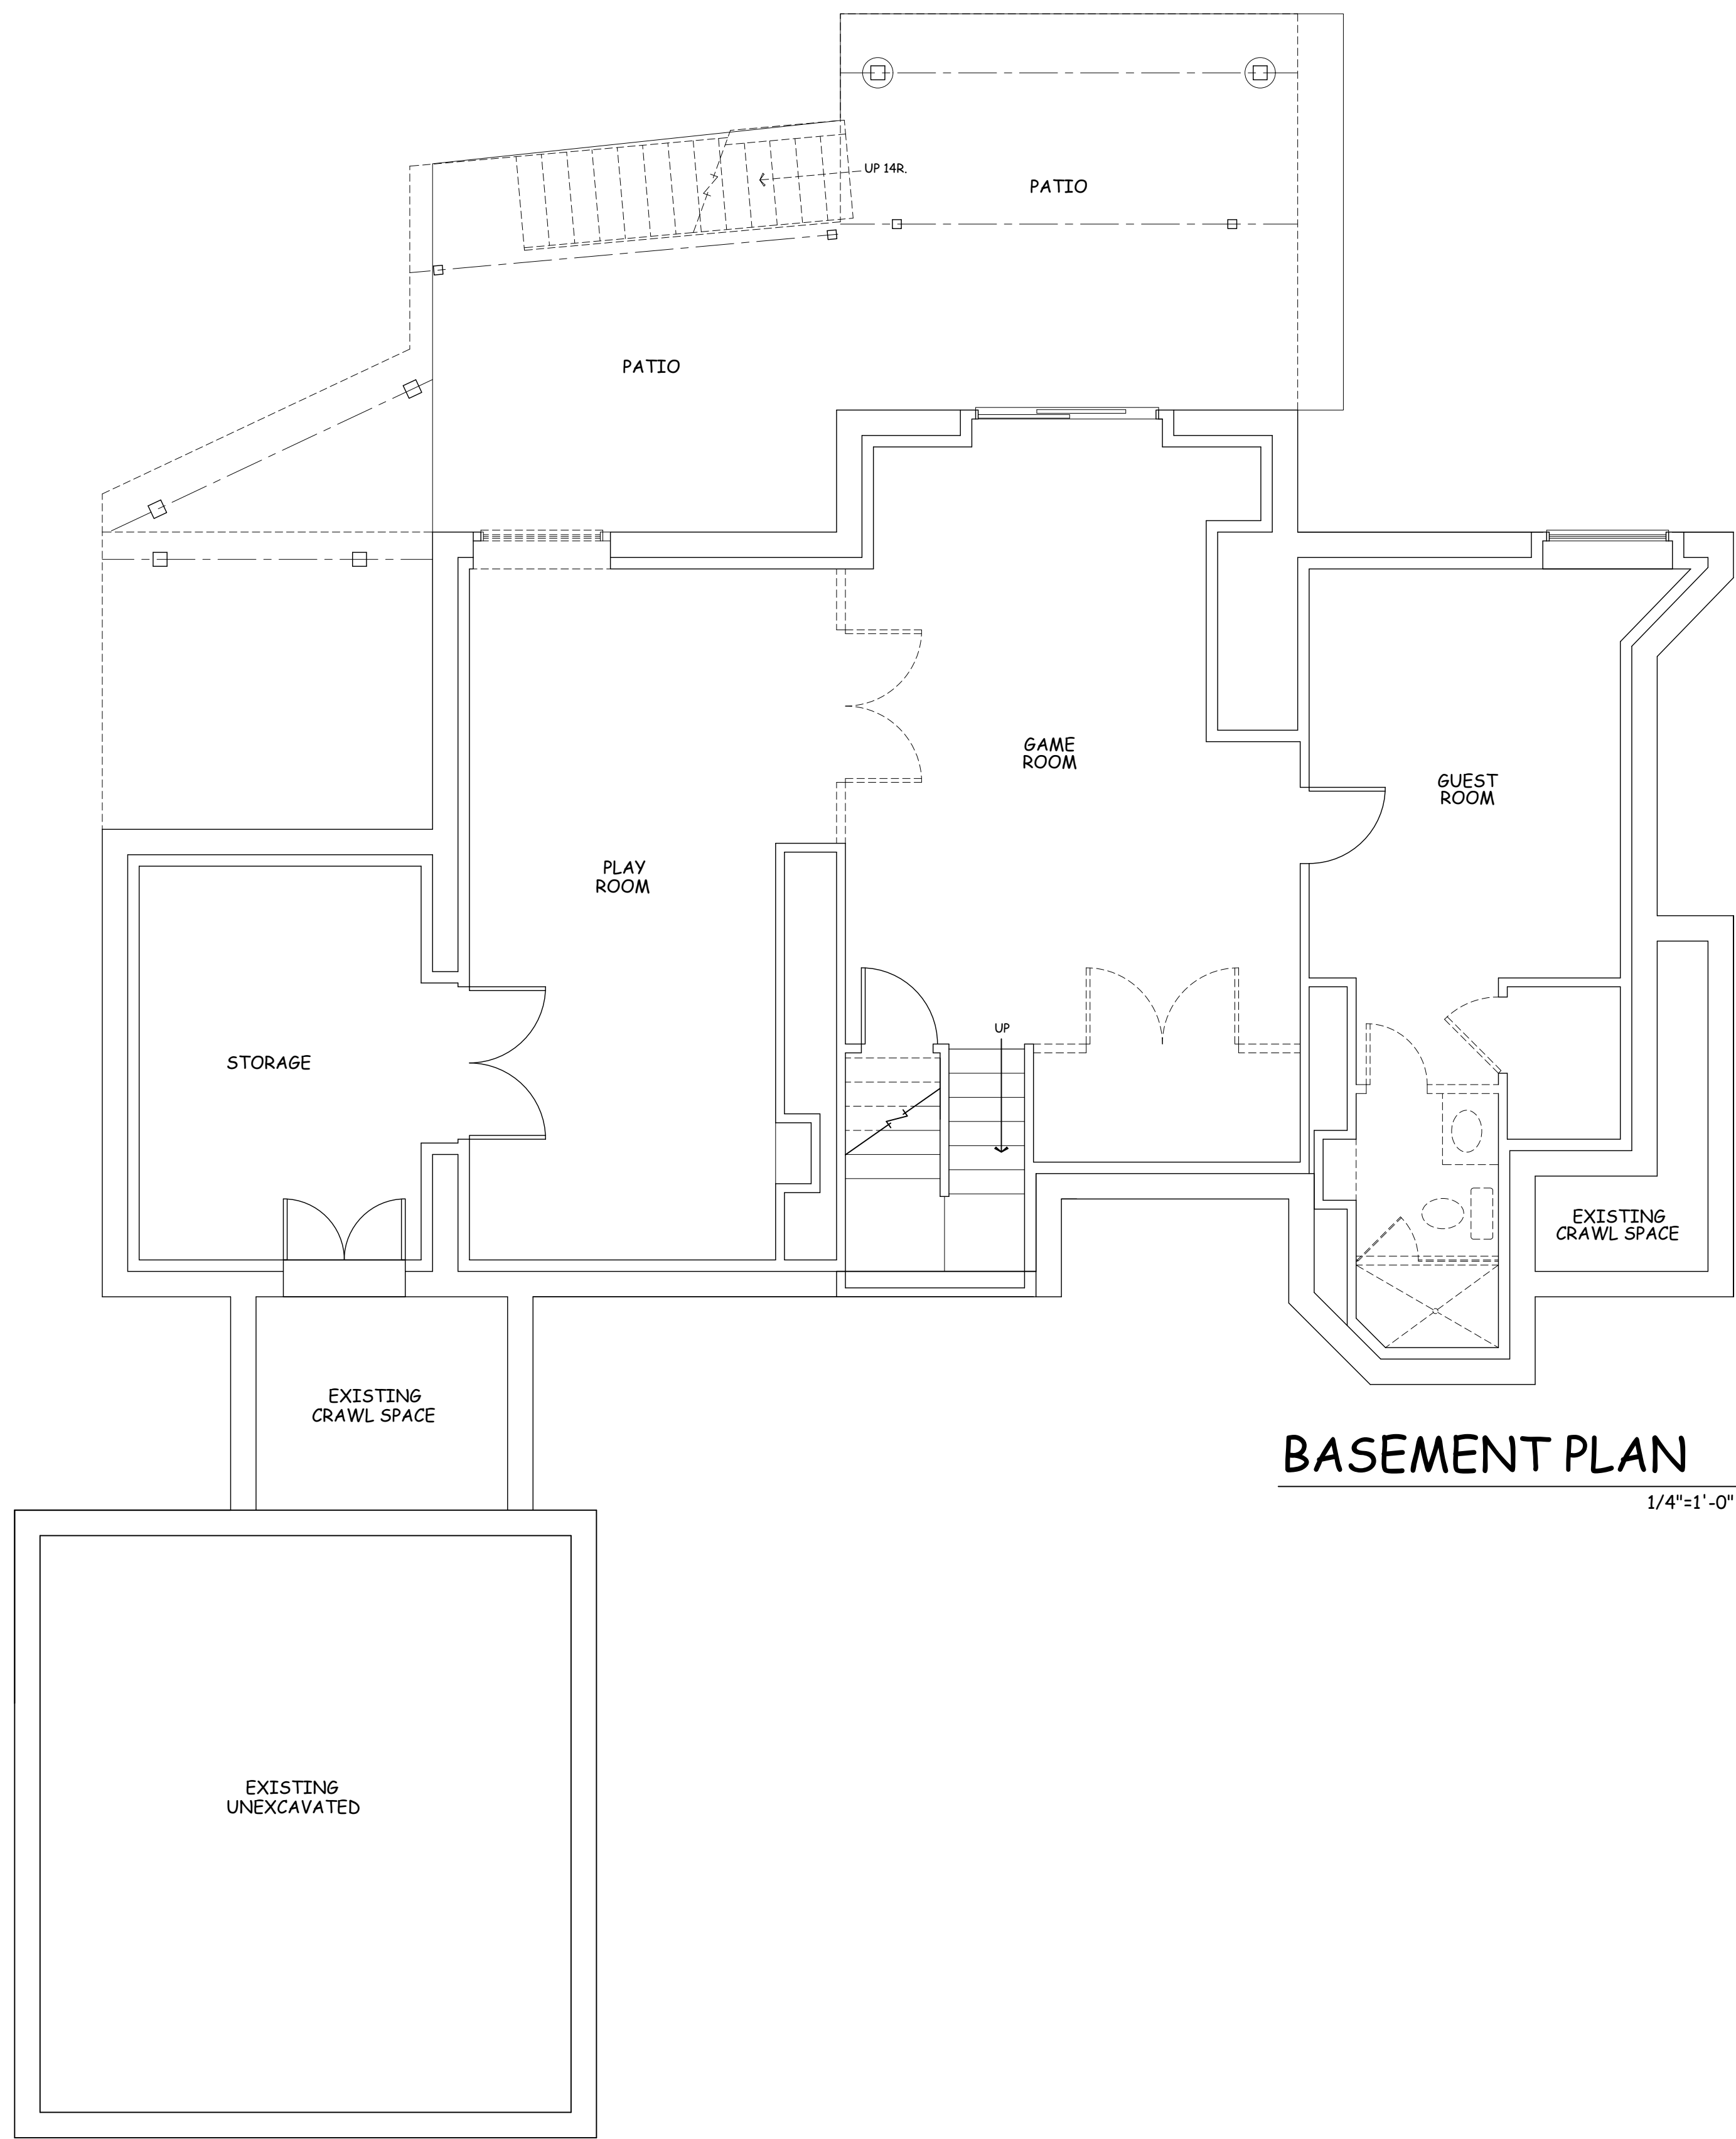 UP 14R.
PATIO
PATIO
GAME
ROOM
GUEST
ROOM
PLAY
ROOM
UP
STORAGE
EXISTING
CRAWL SPACE
EXISTING
CRAWL SPACE
BASEMENT PLAN
1/4"=1'-0"
EXISTING
UNEXCAVATED